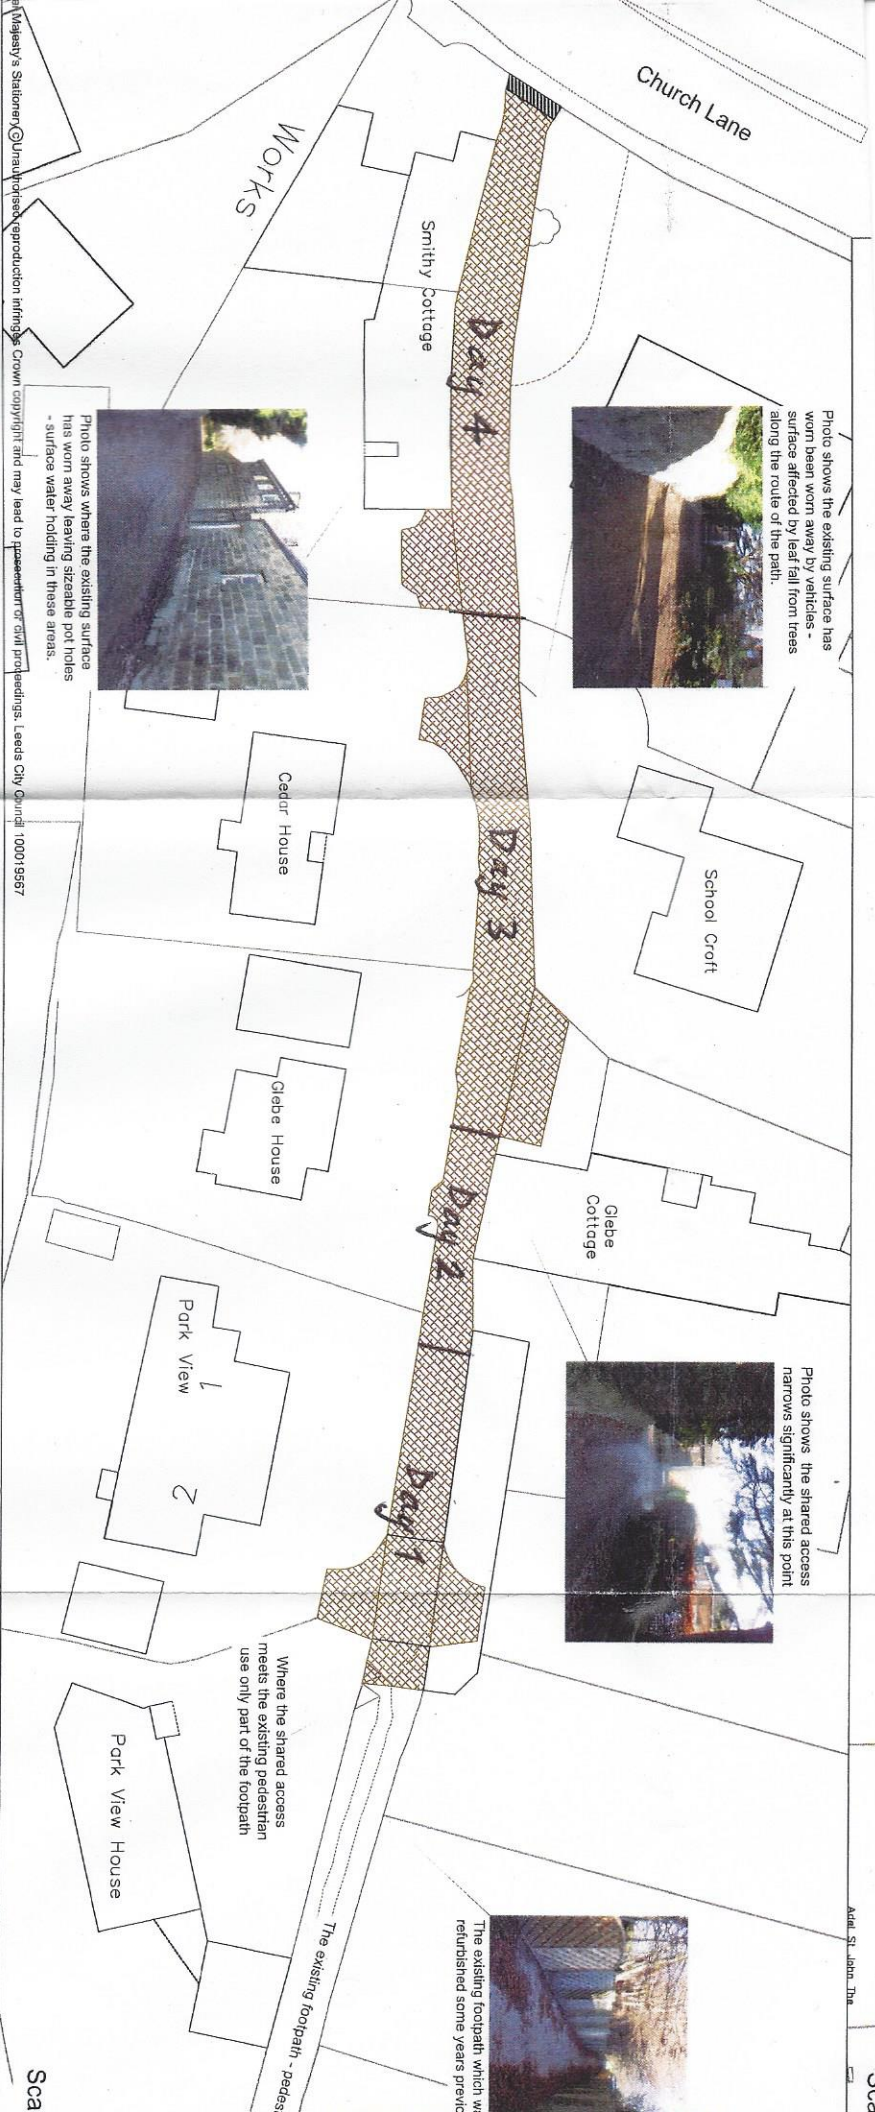 Church Lane
Works
Smithy Cottage
Day 4
Photo shows the existing surface has
worn been worn away by vehicles -
surface affected by leaf fall from trees
along the route of the path.
Photo shows where the existing surface
has worn away leaving sizeable pot holes
- surface water holding in these areas.
Cedar House
Day 3
School Croft
Glebe House
Glebe
Cottage
Day 2
Park View
1
2
Day 1
Photo shows the shared access
narrows significantly at this point
Where the shared access
meets the existing pedestrian
use only part of the footpath
Park View House
The existing footpath - pedes
The existing footpath which wa
refurbished some years previo
Adel St John The
Sca
Sca
er Majesty's Stationery © Unauthorised reproduction infringes Crown copyright and may lead to prosecution or civil proceedings. Leeds City Council 100019567